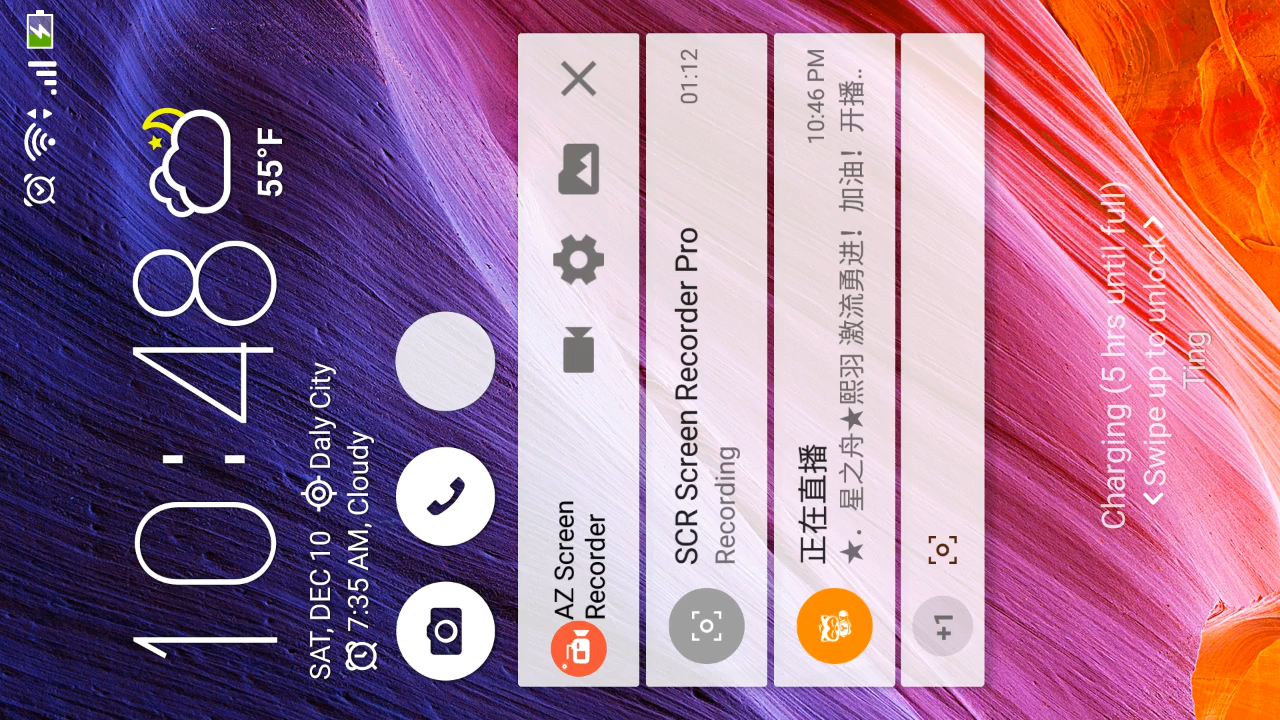 10:48
55°F
SAT, DEC 10 Daly City
7:35 AM, Cloudy
AZ Screen
Recorder
SCR Screen Recorder Pro
01:12
Recording
正在直播
10:46 PM
★. 星之舟★熙羽 激流勇进！加油！开播..
+1
Charging (5 hrs until full)
Swipe up to unlock
Ting